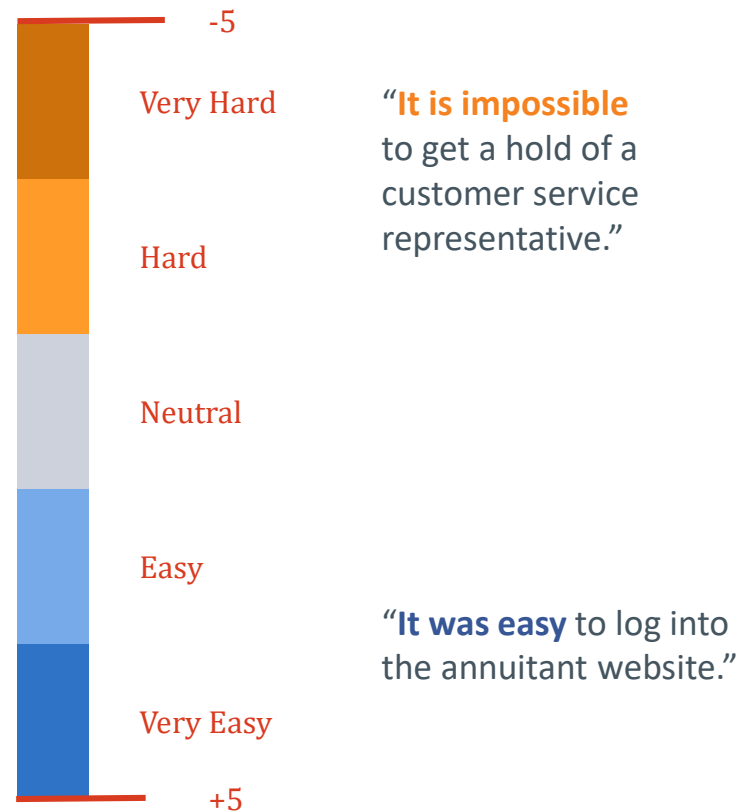 -5
Very Hard
“It is impossible
to get a hold of a
customer service
representative.”
Hard
Neutral
Easy
“It was easy to log into
the annuitant website.”
Very Easy
+5